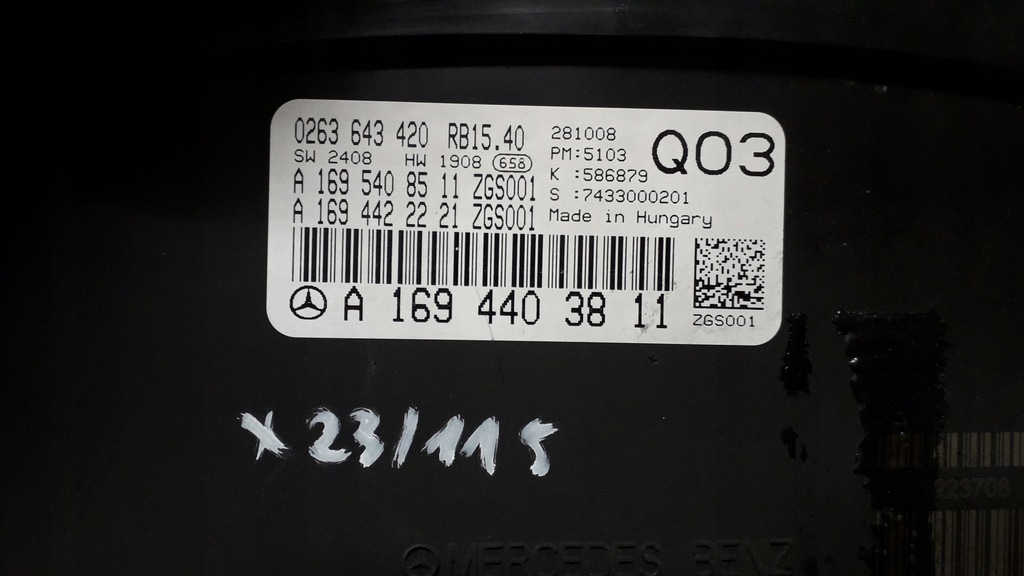 0263 643 420 RB15.40
SW 2408 HW 1908 658
A 169 540 85 11 ZGS001
A 169 442 22 21 ZGS001
281008
PM:5103
K :586879
S :7433000201
Made in Hungary
Q03
A 169 440 38 11
ZGS001
x 23/115
MERCEDES BENZ